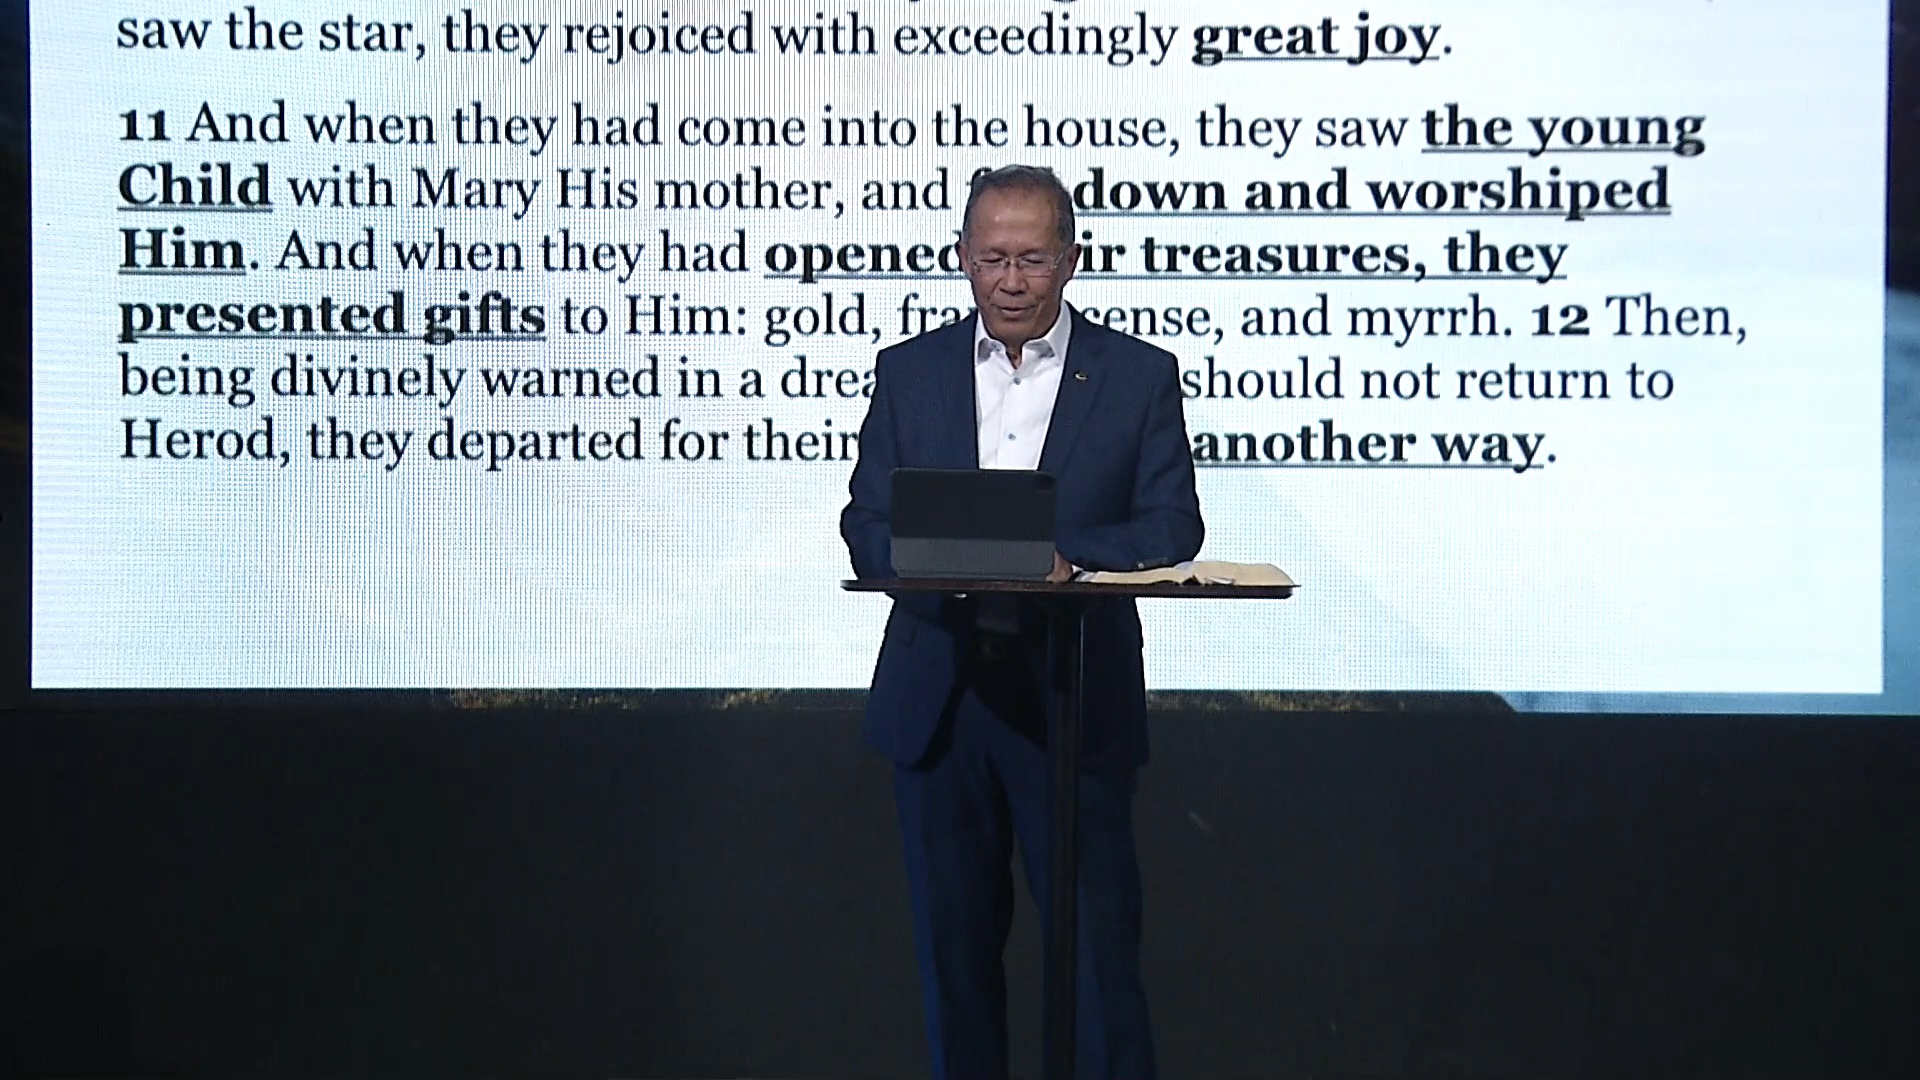 saw the star, they rejoiced with exceedingly great joy.
11 And when they had come into the house, they saw the young
Child with Mary His mother, and down and worshiped
Him. And when they had opened treasures, they
presented gifts to Him: gold, and myrrh. 12 Then,
being divinely warned in a should not return to
Herod, they departed for their another way.